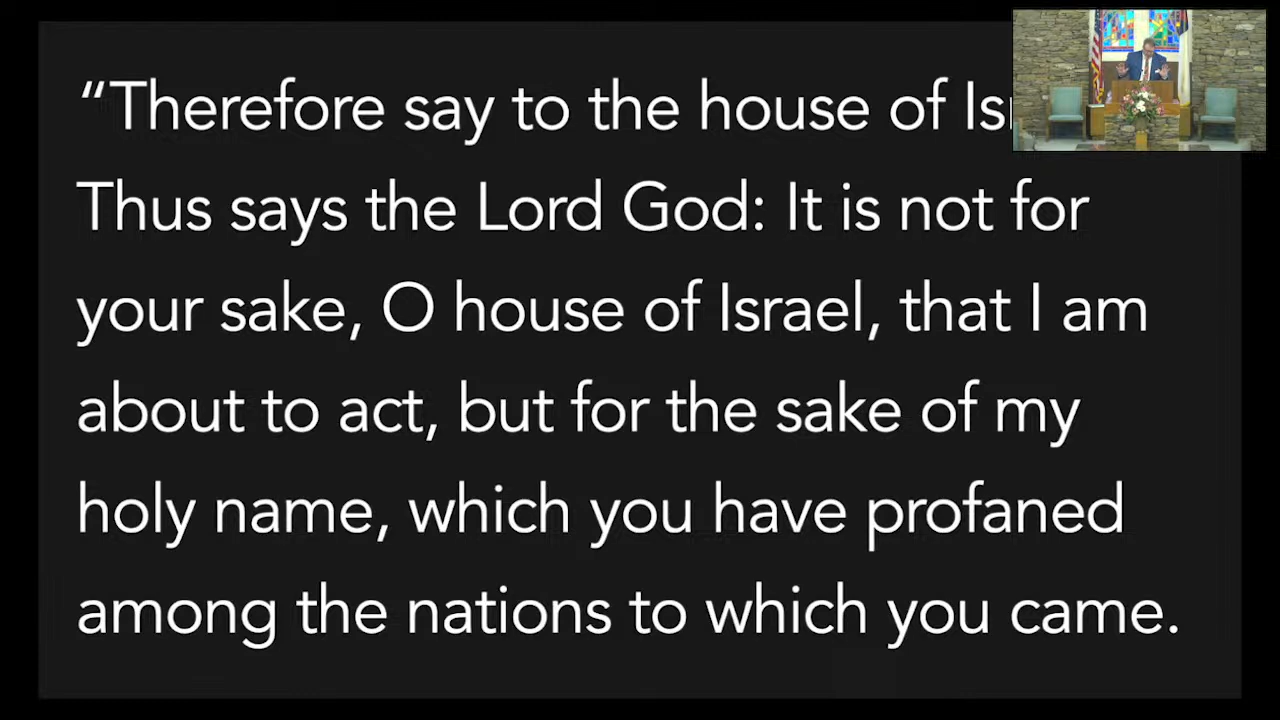 “Therefore say to the house of
Thus says the Lord God: It is not for
your sake, O house of Israel, that I am
about to act, but for the sake of my
holy name, which you have profaned
among the nations to which you came.